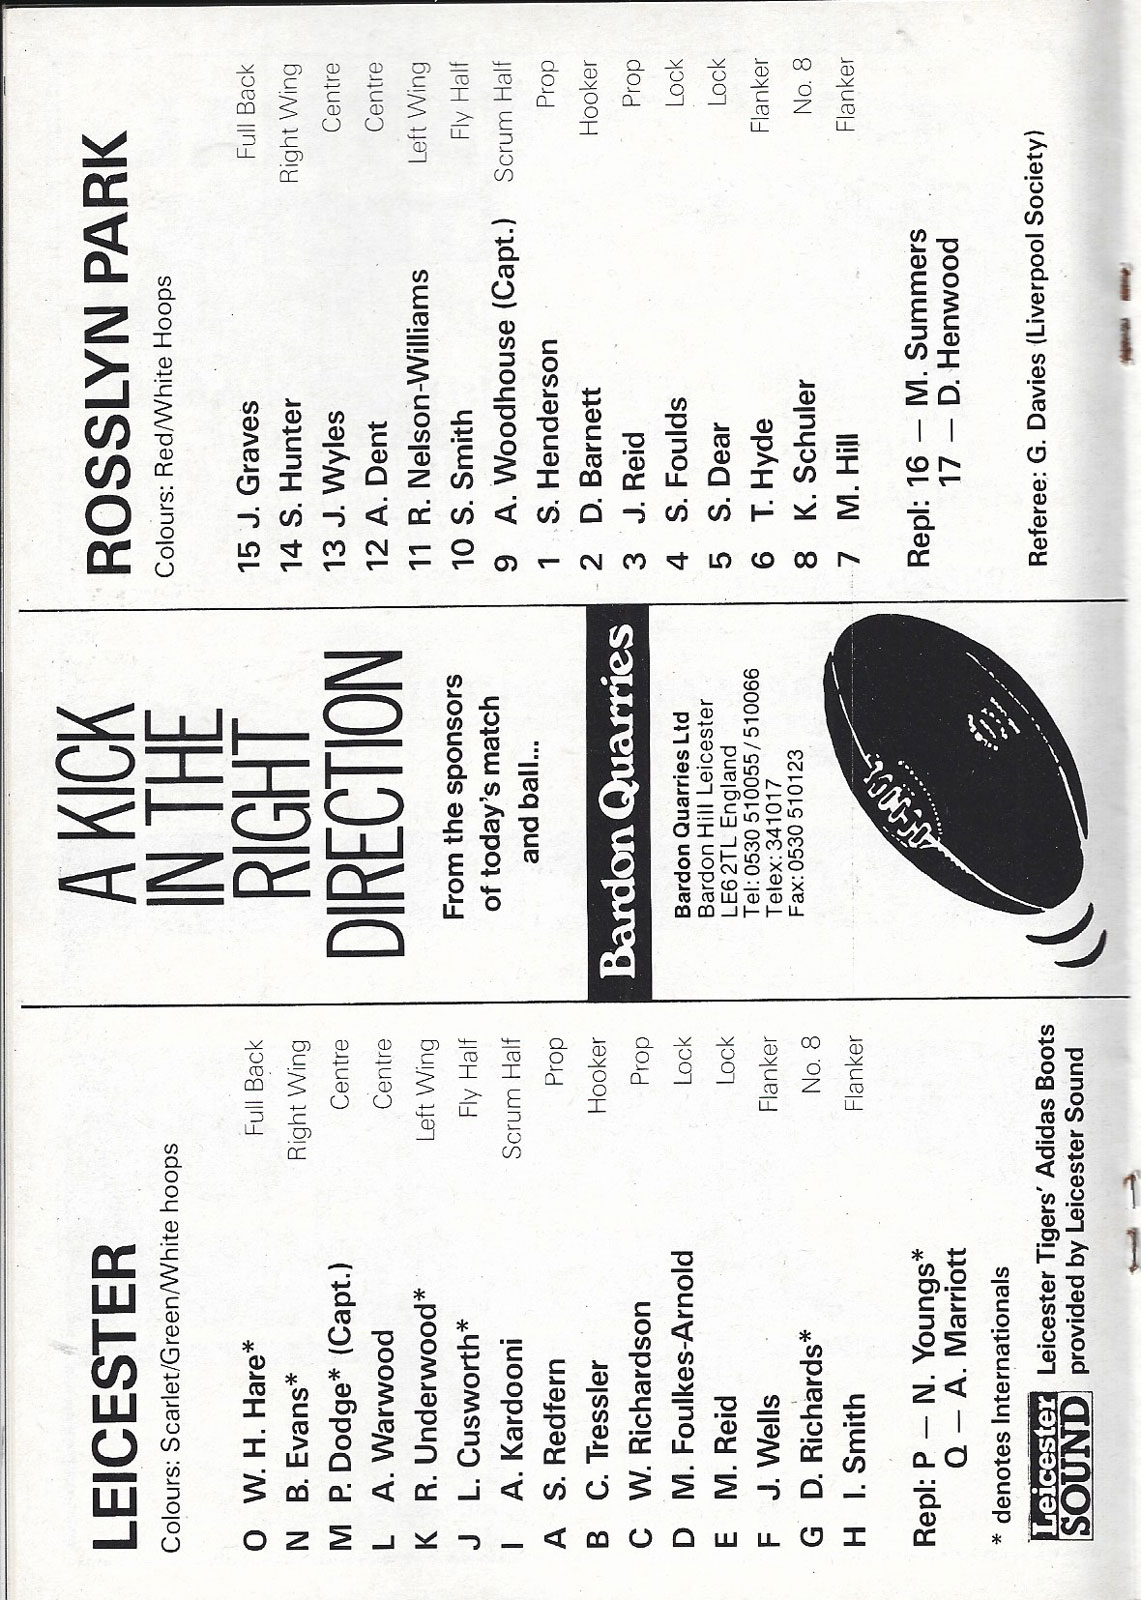 LEICESTER
Colours: Scarlet/Green/White hoops
O W. H. Hare* Full Back
N B. Evans* Right Wing
M P. Dodge* (Capt.) Centre
L A. Warwood Centre
K R. Underwood* Left Wing
J L. Cusworth* Fly Half
I A. Kardooni Scrum Half
A S. Redfern Prop
B C. Tressler Hooker
C W. Richardson Prop
D M. Foulkes-Arnold Lock
E M. Reid Lock
F J. Wells Flanker
G D. Richards* No. 8
H I. Smith Flanker
Repl: P — N. Youngs*
Q — A. Marriott
* denotes Internationals
Leicester
SOUND
Leicester Tigers' Adidas Boots
provided by Leicester Sound
A KICK
IN THE
RIGHT
DIRECTION
From the sponsors
of today's match
and ball...
Bardon Quarries
Bardon Quarries Ltd
Bardon Hill Leicester
LE6 2TL England
Tel: 0530 510055 / 510066
Telex: 341017
Fax: 0530 510123
ROSSLYN PARK
Colours: Red/White Hoops
15 J. Graves Full Back
14 S. Hunter Right Wing
13 J. Wyles Centre
12 A. Dent Centre
11 R. Nelson-Williams Left Wing
10 S. Smith Fly Half
9 A. Woodhouse (Capt.) Scrum Half
1 S. Henderson Prop
2 D. Barnett Hooker
3 J. Reid Prop
4 S. Foulds Lock
5 S. Dear Lock
6 T. Hyde Flanker
8 K. Schuler No. 8
7 M. Hill Flanker
Repl: 16 — M. Summers
17 — D. Henwood
Referee: G. Davies (Liverpool Society)